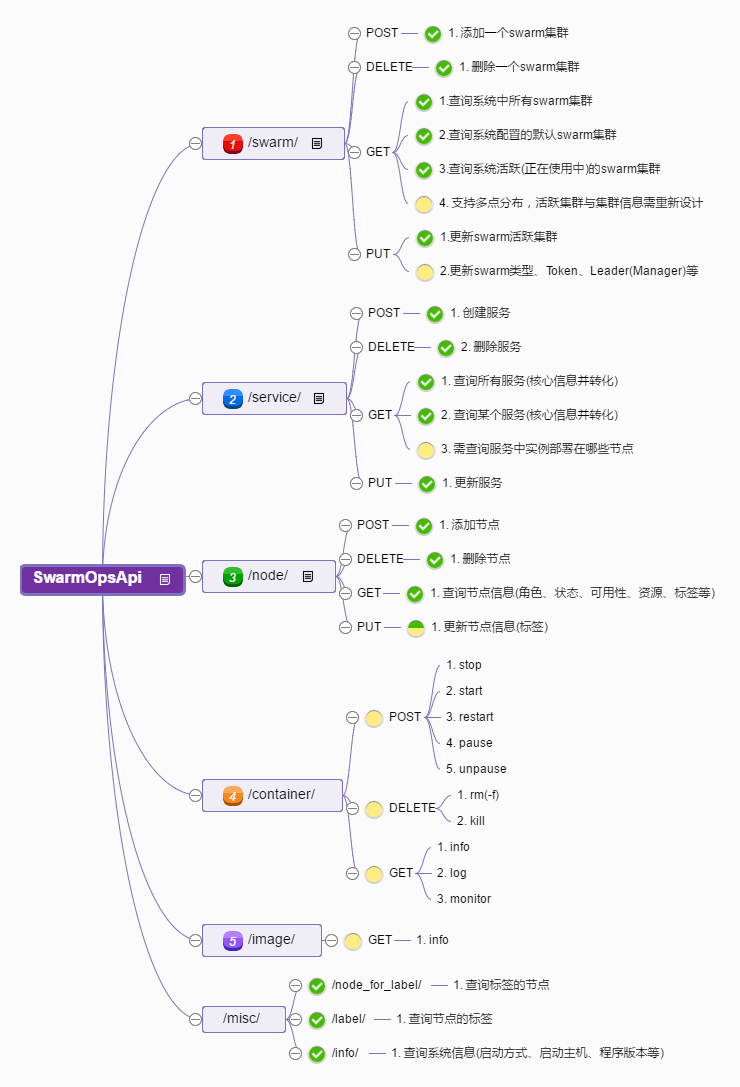 SwarmOpsApi
1 /swarm/
POST
1. 添加一个swarm集群
DELETE
1. 删除一个swarm集群
GET
1.查询系统中所有swarm集群
2.查询系统配置的默认swarm集群
3.查询系统活跃(正在使用中)的swarm集群
4. 支持多点分布，活跃集群与集群信息需重新设计
PUT
1.更新swarm活跃集群
2.更新swarm类型、Token、Leader(Manager)等
2 /service/
POST
1. 创建服务
DELETE
2. 删除服务
GET
1. 查询所有服务(核心信息并转化)
2. 查询某个服务(核心信息并转化)
3. 需查询服务中实例部署在哪些节点
PUT
1. 更新服务
3 /node/
POST
1. 添加节点
DELETE
1. 删除节点
GET
1. 查询节点信息(角色、状态、可用性、资源、标签等)
PUT
1. 更新节点信息(标签)
4 /container/
POST
1. stop
2. start
3. restart
4. pause
5. unpause
DELETE
1. rm(-f)
2. kill
GET
1. info
2. log
3. monitor
5 /image/
GET
1. info
/misc/
/node_for_label/
1. 查询标签的节点
/label/
1. 查询节点的标签
/info/
1. 查询系统信息(启动方式、启动主机、程序版本等)